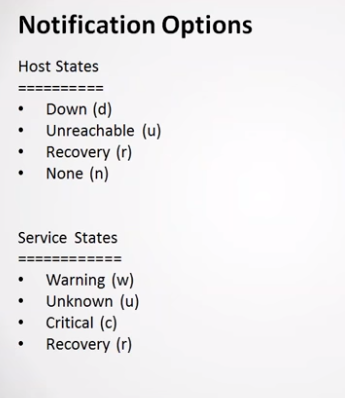 Notification Options
Host States
==========
• Down (d)
• Unreachable (u)
• Recovery (r)
• None (n)
Service States
============
• Warning (w)
• Unknown (u)
• Critical (c)
• Recovery (r)